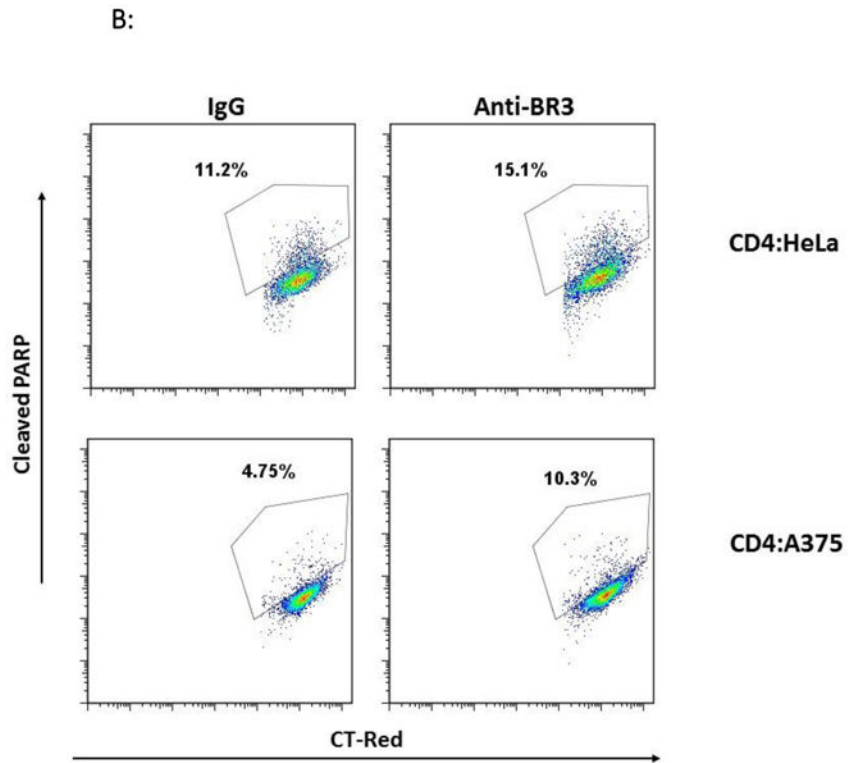 B:
IgG
Anti-BR3
11.2%
15.1%
CD4:HeLa
Cleaved PARP
4.75%
10.3%
CD4:A375
CT-Red